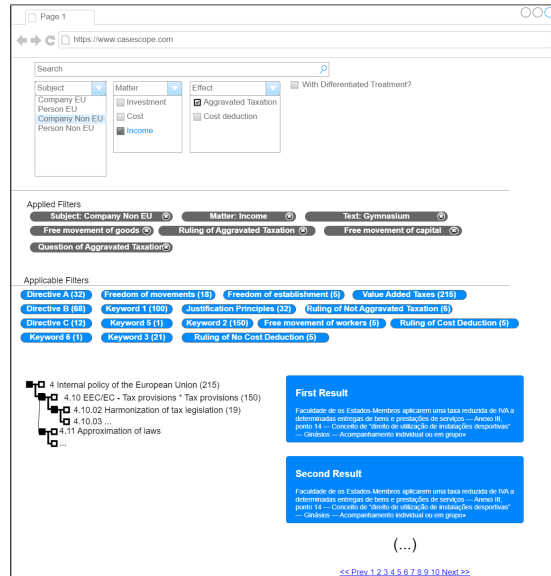 Page 1
https://www.casescope.com
Search
Subject Matter Effect With Differentiated Treatment?
Company EU Investment Aggravated Taxation
Person EU
Company Non EU Cost Cost deduction
Person Non EU Income
Applied Filters
Subject: Company Non EU Matter: Income Text: Gymnasium
Free movement of goods Ruling of Aggravated Taxation Free movement of capital
Question of Aggravated Taxation
Applicable Filters
Directive A (32) Freedom of movements (18) Freedom of establishment (5) Value Added Taxes (215)
Directive B (68) Keyword 1 (100) Justification Principles (32) Ruling of Not Aggravated Taxation (6)
Directive C (12) Keyword 5 (1) Keyword 2 (150) Free movement of workers (5) Ruling of Cost Deduction (5)
Keyword 6 (1) Keyword 3 (21) Ruling of No Cost Deduction (5)
4 Internal policy of the European Union (215)
4.10 EEC/EC - Tax provisions * Tax provisions (150)
4.10.02 Harmonization of tax legislation (19)
4.10.03 ...
4.11 Approximation of laws
...
First Result
Faculdade de os Estados-Membros aplicarem uma taxa reduzida de IVA a
determinadas entregas de bens e prestações de serviços — Anexo III,
ponto 14 — Conceito de "direito de utilização de instalações desportivas"
— Ginásios — Acompanhamento individual ou em grupo»
Second Result
Faculdade de os Estados-Membros aplicarem uma taxa reduzida de IVA a
determinadas entregas de bens e prestações de serviços — Anexo III,
ponto 14 — Conceito de "direito de utilização de instalações desportivas"
— Ginásios — Acompanhamento individual ou em grupo»
(...)
<< Prev 1 2 3 4 5 6 7 8 9 10 Next >>